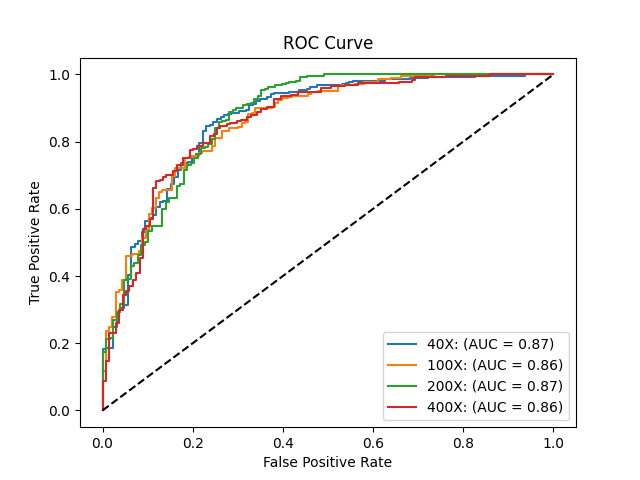 ROC Curve
True Positive Rate
1.0
0.8
0.6
0.4
0.2
0.0
40X: (AUC = 0.87)
100X: (AUC = 0.86)
200X: (AUC = 0.87)
400X: (AUC = 0.86)
0.0 0.2 0.4 0.6 0.8 1.0
False Positive Rate